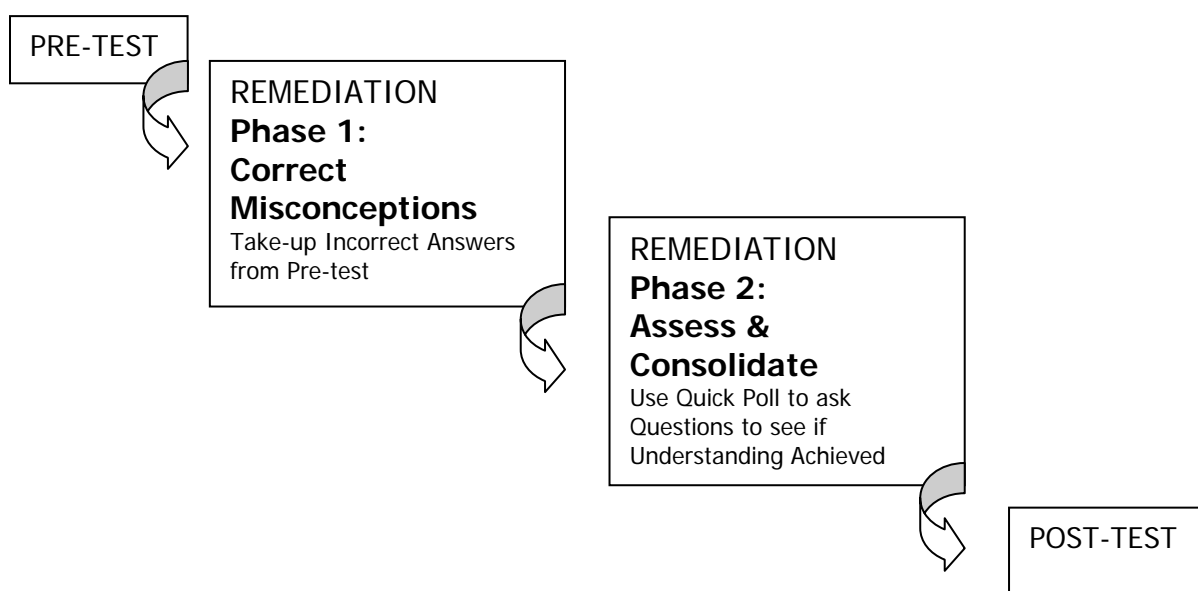 PRE-TEST
REMEDIATION
Phase 1:
Correct
Misconceptions
Take-up Incorrect Answers
from Pre-test
REMEDIATION
Phase 2:
Assess &
Consolidate
Use Quick Poll to ask
Questions to see if
Understanding Achieved
POST-TEST